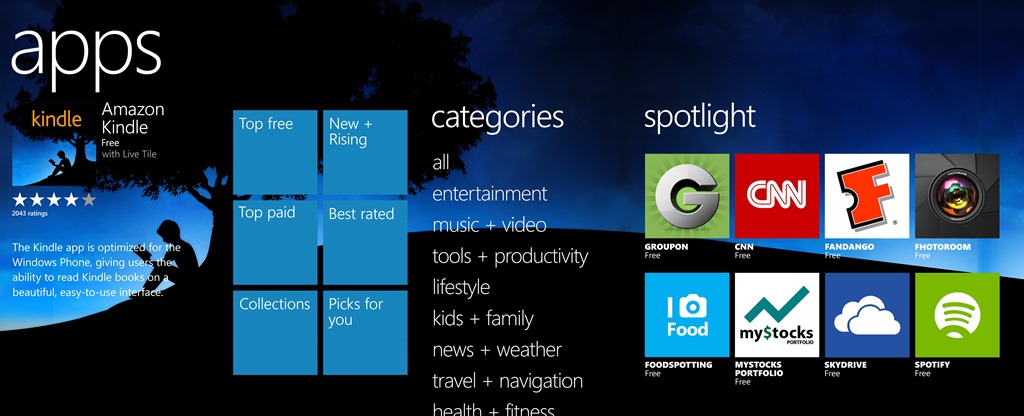 apps
kindle
Amazon
Kindle
Free
with Live Tile
2043 ratings
The Kindle app is optimized for the
Windows Phone, giving users the
ability to read Kindle books on a
beautiful, easy-to-use interface.
Top free
New +
Rising
Top paid
Best rated
Collections
Picks for
you
categories
all
entertainment
music + video
tools + productivity
lifestyle
kids + family
news + weather
travel + navigation
health + fitness
spotlight
G
GROUPON
Free
CNN
CNN
Free
F
®
FANDANGO
Free
FHOTOROOM
Free
I
Food
FOODSPOTTING
Free
my$tocks
PORTFOLIO
MYSTOCKS
PORTFOLIO
Free
SKYDRIVE
Free
SPOTIFY
Free